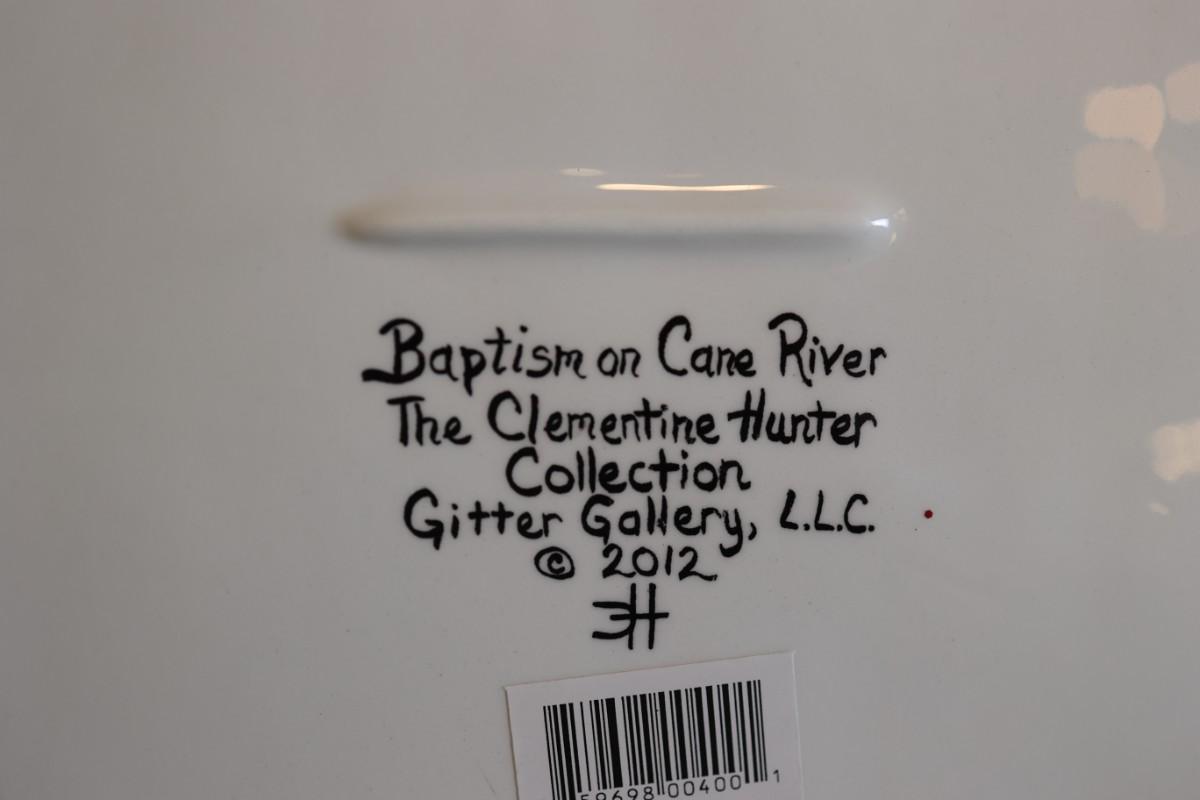 Baptism on Cane River
The Clementine Hunter
Collection
Gitter Gallery, L.L.C.
© 2012
59698 00400 1